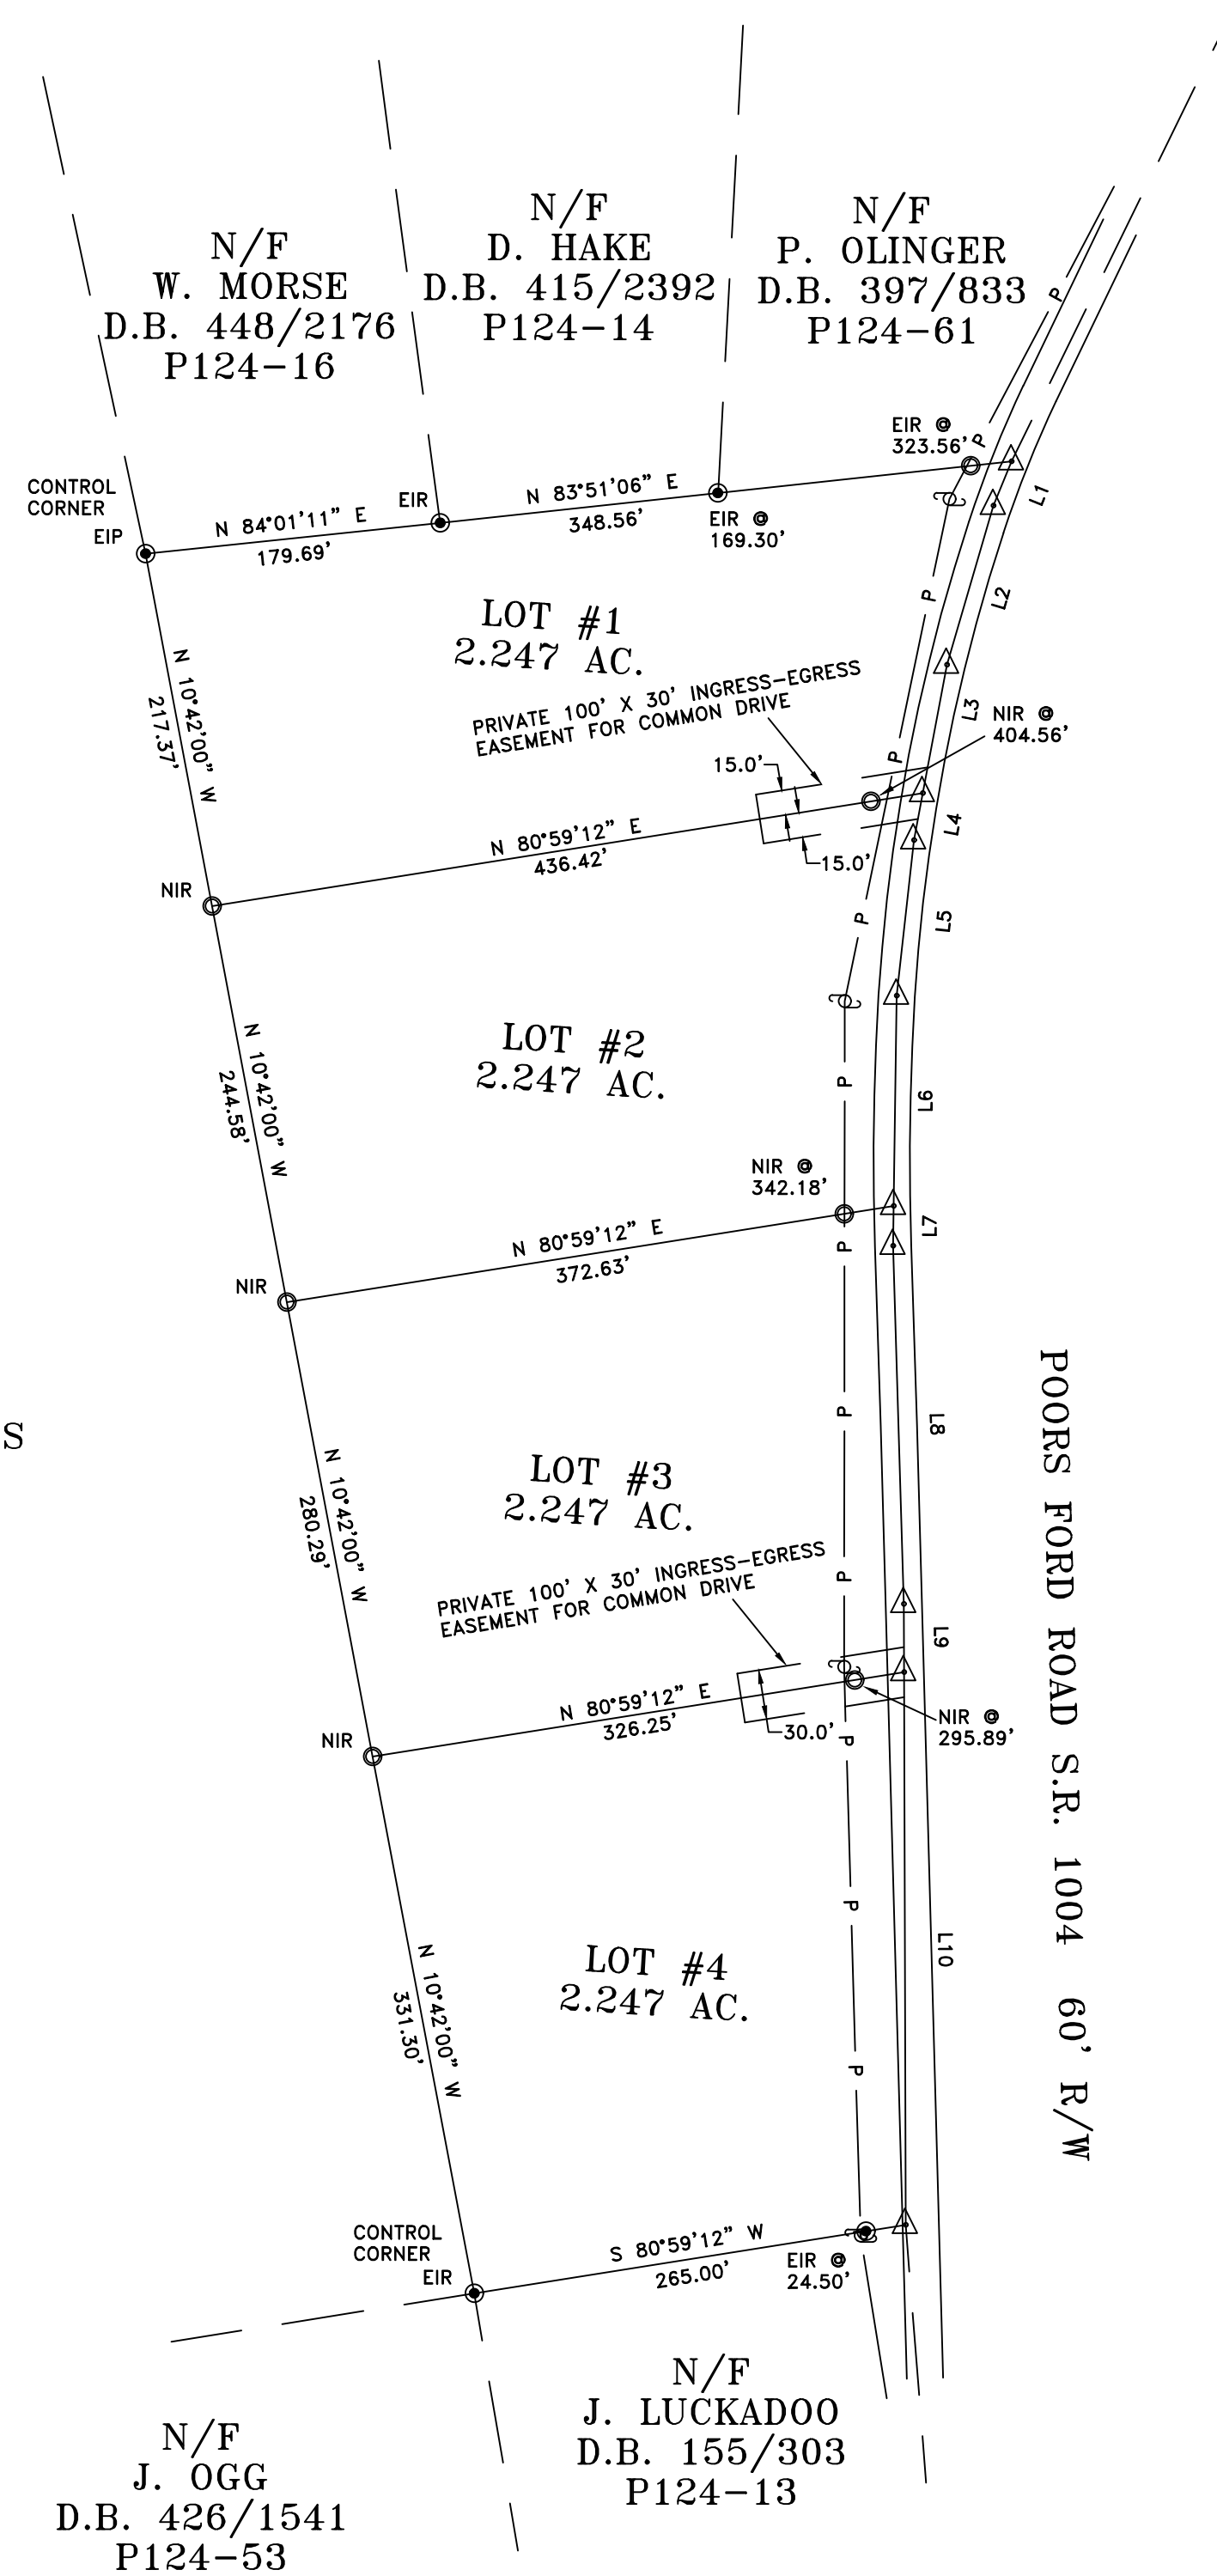 N/F
W. MORSE
D.B. 448/2176
P124-16
N/F
D. HAKE
D.B. 415/2392
P124-14
N/F
P. OLINGER
D.B. 397/833
P124-61
P
P
EIR @
323.56'
CONTROL
CORNER
EIP
N 84°01'11" E
179.69'
EIR
N 83°51'06" E
348.56'
EIR @
169.30'
L1
L2
P
LOT #1
2.247 AC.
N 10°42'00" W
217.37'
PRIVATE 100' X 30' INGRESS-EGRESS
EASEMENT FOR COMMON DRIVE
15.0'
15.0'
P
L3
NIR @
404.56'
L4
N 80°59'12" E
436.42'
NIR
P
L5
LOT #2
2.247 AC.
N 10°42'00" W
244.58'
P
L6
NIR @
342.18'
L7
N 80°59'12" E
372.63'
P
NIR
S
P
L8
LOT #3
2.247 AC.
N 10°42'00" W
280.29'
PRIVATE 100' X 30' INGRESS-EGRESS
EASEMENT FOR COMMON DRIVE
P
L9
N 80°59'12" E
326.25'
30.0'
P
NIR @
295.89'
NIR
POORS FORD ROAD S.R. 1004 60' R/W
P
L10
LOT #4
2.247 AC.
N 10°42'00" W
331.30'
P
CONTROL
CORNER
EIR
S 80°59'12" W
265.00'
EIR @
24.50'
N/F
J. LUCKADOO
D.B. 155/303
P124-13
N/F
J. OGG
D.B. 426/1541
P124-53